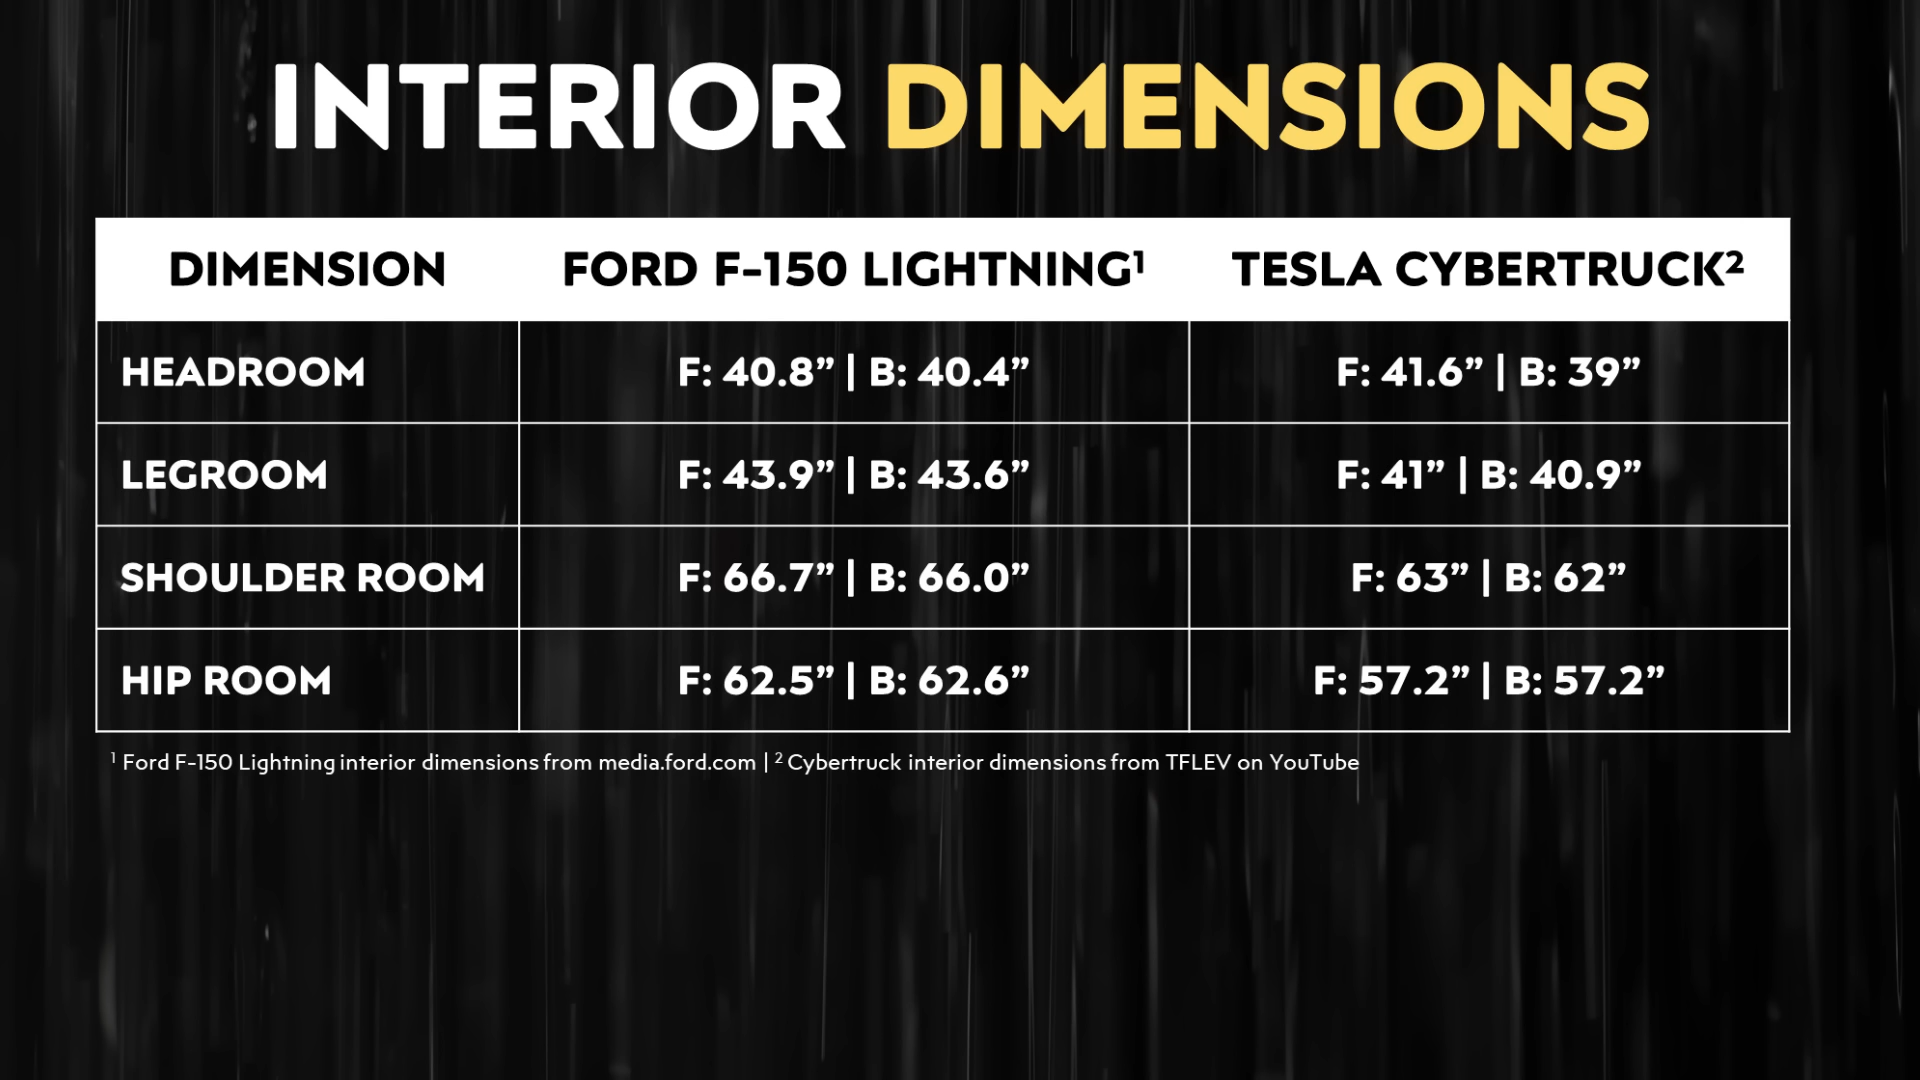 INTERIOR DIMENSIONS
DIMENSION FORD F-150 LIGHTNING¹ TESLA CYBERTRUCK²
HEADROOM F: 40.8” | B: 40.4” F: 41.6” | B: 39”
LEGROOM F: 43.9” | B: 43.6” F: 41” | B: 40.9”
SHOULDER ROOM F: 66.7” | B: 66.0” F: 63” | B: 62”
HIP ROOM F: 62.5” | B: 62.6” F: 57.2” | B: 57.2”
¹ Ford F-150 Lightning interior dimensions from media.ford.com | ² Cybertruck interior dimensions from TFLEV on YouTube